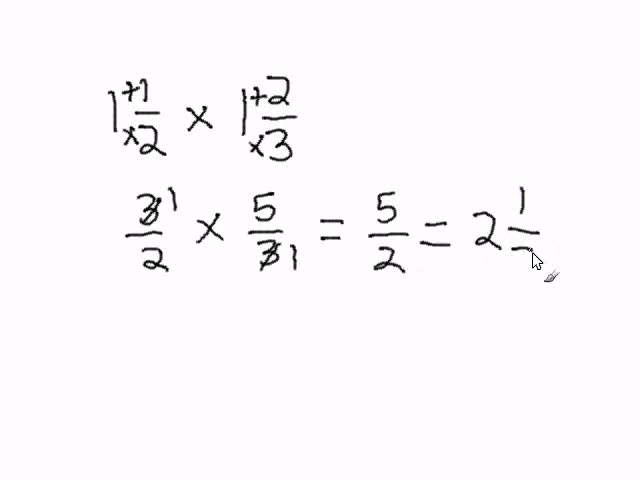 1 +1/×2 × 1 +2/×3
3 1/2 × 5/3 1 = 5/2 = 2 1/